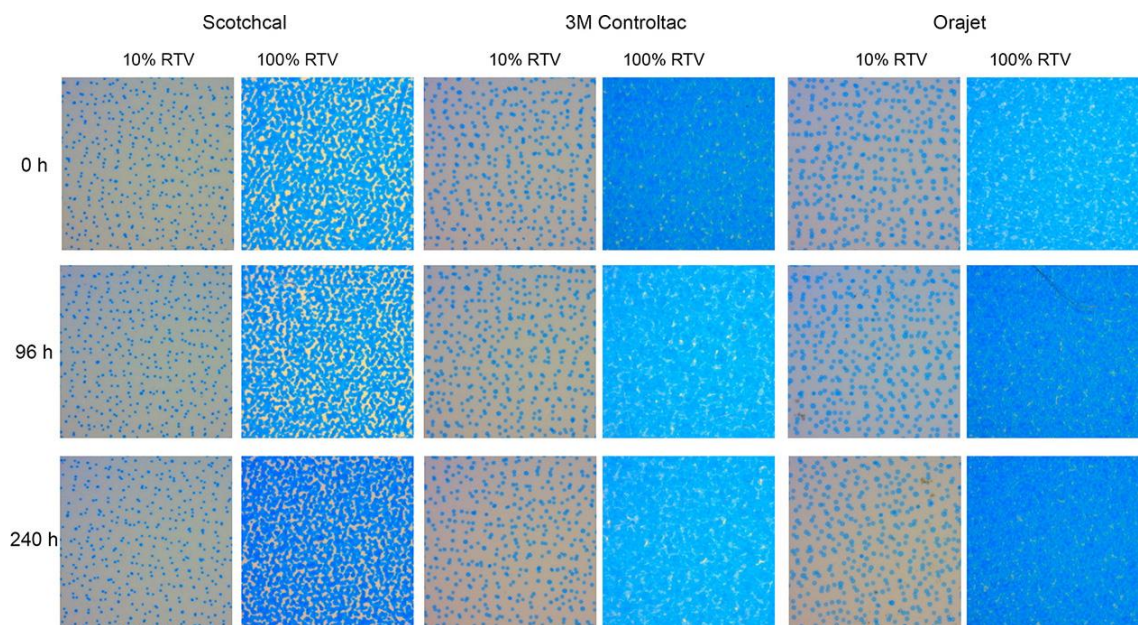 Scotchcal 3M Controltac Orajet
10% RTV 100% RTV 10% RTV 100% RTV 10% RTV 100% RTV
0 h
96 h
240 h